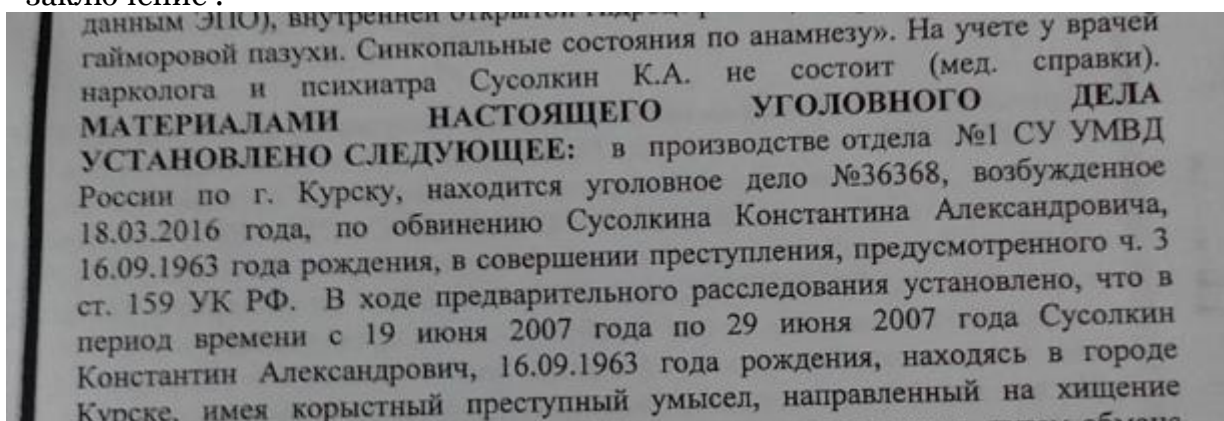 заключение :
данным ЭПО), внутренней открытой
гайморовой пазухи. Синкопальные состояния по анамнезу». На учете у врачей
нарколога и психиатра Сусолкин К.А. не состоит (мед. справки).
МАТЕРИАЛАМИ НАСТОЯЩЕГО УГОЛОВНОГО ДЕЛА
УСТАНОВЛЕНО СЛЕДУЮЩЕЕ: в производстве отдела №1 СУ УМВД
России по г. Курску, находится уголовное дело №36368, возбужденное
18.03.2016 года, по обвинению Сусолкина Константина Александровича,
16.09.1963 года рождения, в совершении преступления, предусмотренного ч. 3
ст. 159 УК РФ. В ходе предварительного расследования установлено, что в
период времени с 19 июня 2007 года по 29 июня 2007 года Сусолкин
Константин Александрович, 16.09.1963 года рождения, находясь в городе
Курске, имея корыстный преступный умысел, направленный на хищение